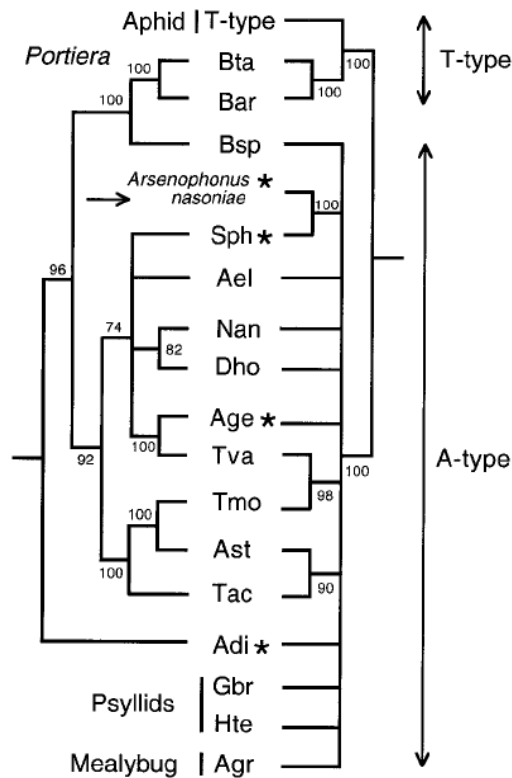 Aphid | T-type
Portiera
100
T-type
100
Bta
100
100
Bar
Bsp
Arsenophonus *
nasoniae
100
Sph *
96
Ael
74
Nan
82
Dho
Age *
100
Tva
92
100
A-type
98
Tmo
100
Ast
100
90
Tac
Adi *
Gbr
Psyllids
Hte
Mealybug | Agr